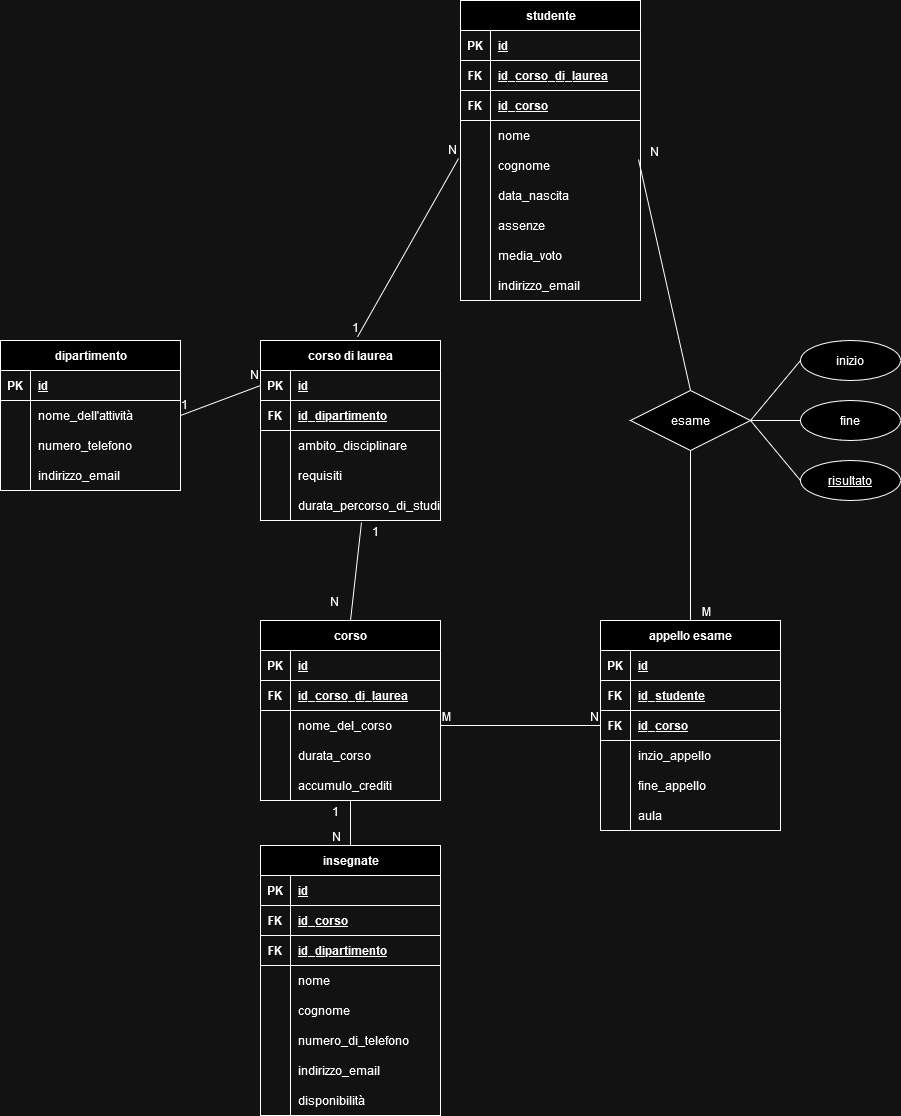 studente
PK id
FK id_corso_di_laurea
FK id_corso
nome
cognome
data_nascita
assenze
media_voto
indirizzo_email
N
N
1
dipartimento
PK id
nome_dell'attività
numero_telefono
indirizzo_email
1
N
corso di laurea
PK id
FK id_dipartimento
ambito_disciplinare
requisiti
durata_percorso_di_studi
esame
inizio
fine
risultato
1
N
M
corso
PK id
FK id_corso_di_laurea
nome_del_corso
durata_corso
accumulo_crediti
M
N
appello esame
PK id
FK id_studente
FK id_corso
inzio_appello
fine_appello
aula
1
N
insegnate
PK id
FK id_corso
FK id_dipartimento
nome
cognome
numero_di_telefono
indirizzo_email
disponibilità